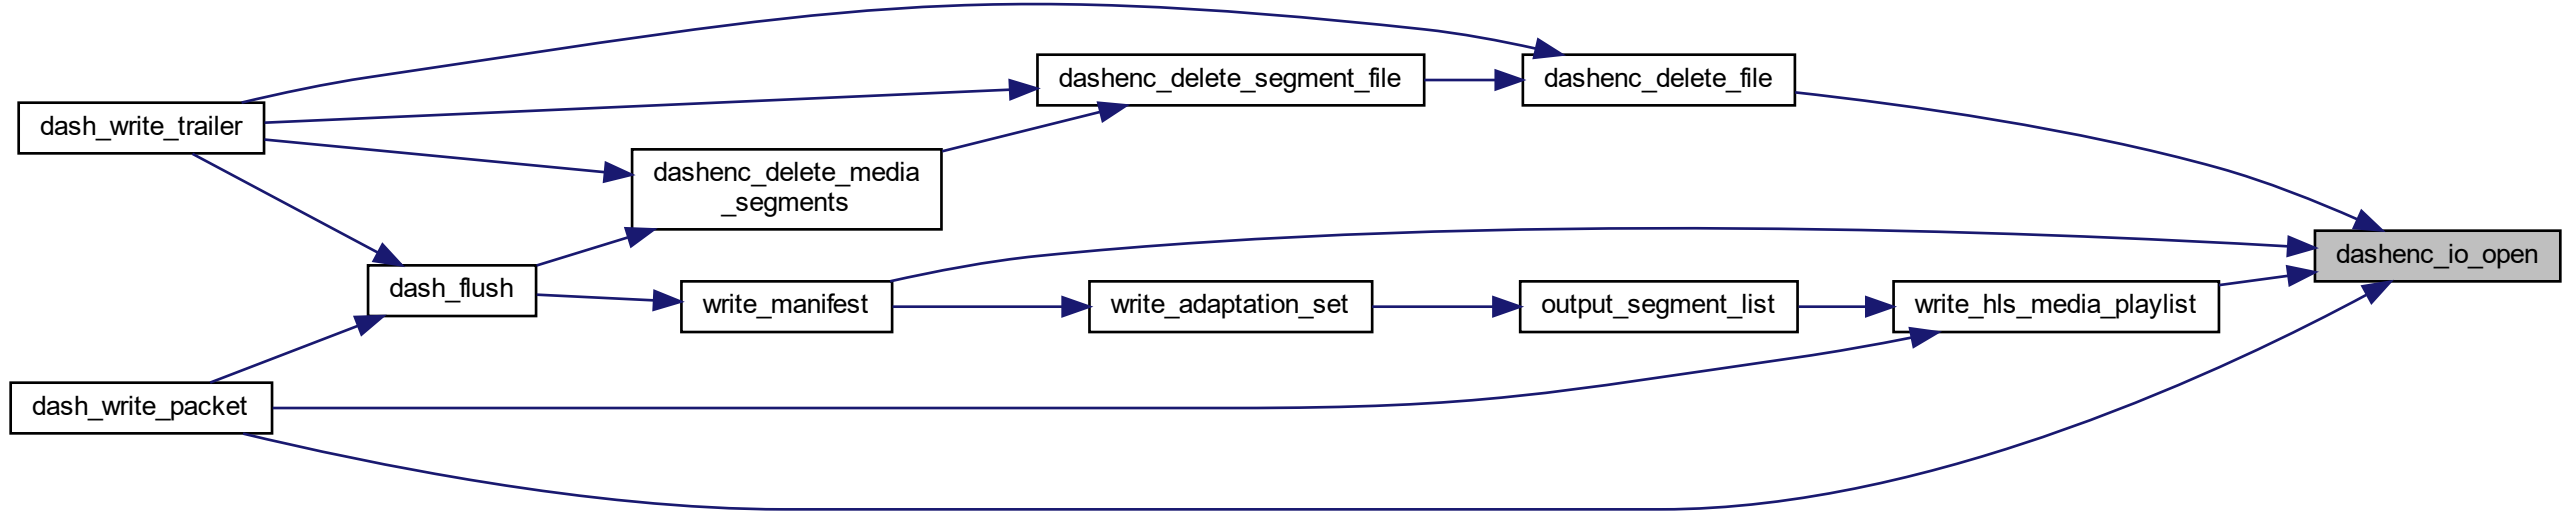 dashenc_delete_segment_file
dashenc_delete_file
dash_write_trailer
dashenc_delete_media
_segments
dashenc_io_open
dash_flush
write_manifest
write_adaptation_set
output_segment_list
write_hls_media_playlist
dash_write_packet